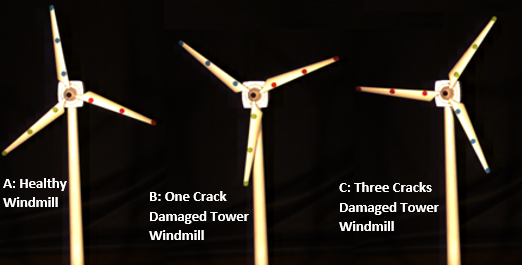 A: Healthy
Windmill
B: One Crack
Damaged Tower
Windmill
C: Three Cracks
Damaged Tower
Windmill